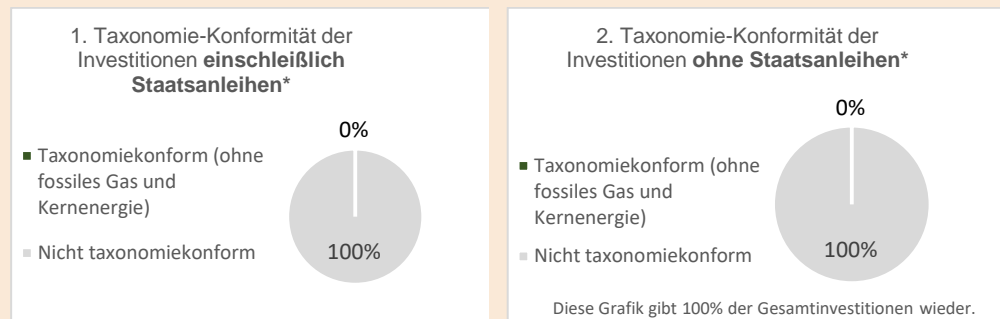 1. Taxonomie-Konformität der
Investitionen einschleißlich
Staatsanleihen*
0%
Taxonomiekonform (ohne
fossiles Gas und
Kernenergie)
Nicht taxonomiekonform
100%
2. Taxonomie-Konformität der
Investitionen ohne Staatsanleihen*
0%
Taxonomiekonform (ohne
fossiles Gas und
Kernenergie)
Nicht taxonomiekonform
100%
Diese Grafik gibt 100% der Gesamtinvestitionen wieder.